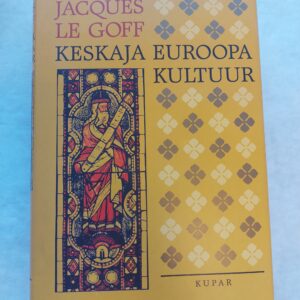 JACQUES
LE GOFF
KESKAJA EUROOPA
KULTUUR
KUPAR